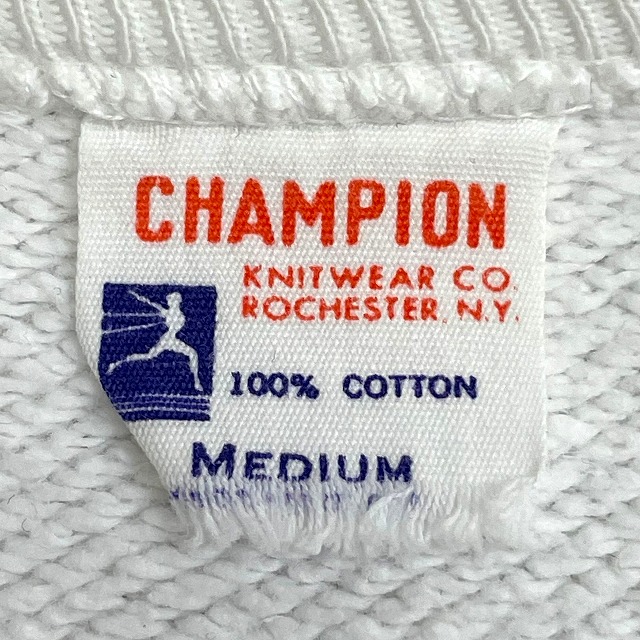 CHAMPION
KNITWEAR CO.
ROCHESTER, N.Y.
100% COTTON
MEDIUM